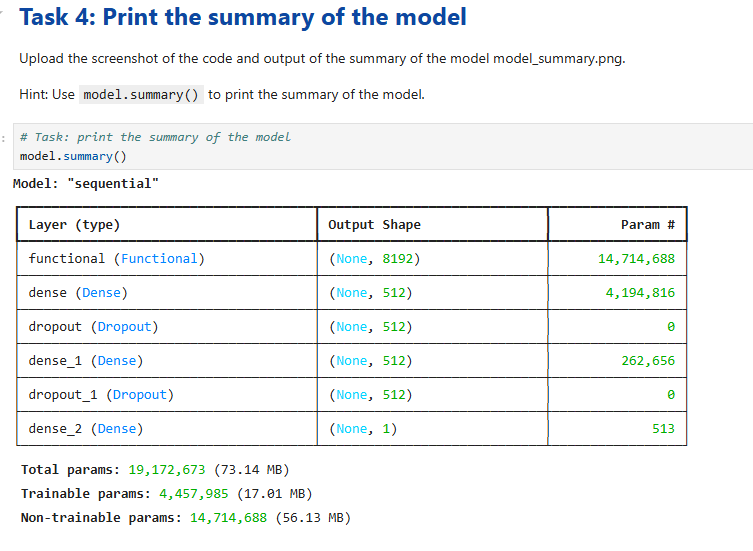 Task 4: Print the summary of the model
Upload the screenshot of the code and output of the summary of the model model_summary.png.
Hint: Use model.summary() to print the summary of the model.
:
# Task: print the summary of the model
model.summary()
Model: "sequential"
Layer (type) Output Shape Param #
functional (Functional) (None, 8192) 14,714,688
dense (Dense) (None, 512) 4,194,816
dropout (Dropout) (None, 512) 0
dense_1 (Dense) (None, 512) 262,656
dropout_1 (Dropout) (None, 512) 0
dense_2 (Dense) (None, 1) 513
Total params: 19,172,673 (73.14 MB)
Trainable params: 4,457,985 (17.01 MB)
Non-trainable params: 14,714,688 (56.13 MB)